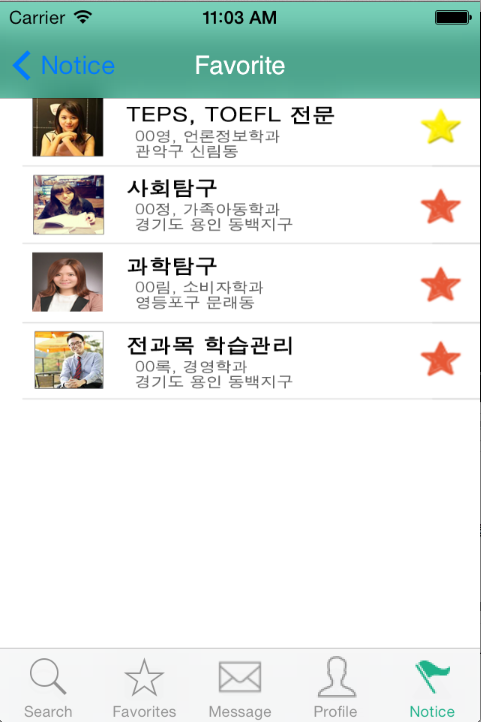 Carrier 11:03 AM
Notice Favorite
TEPS, TOEFL 전문
00영, 언론정보학과
관악구 신림동
사회탐구
00정, 가족아동학과
경기도 용인 동백지구
과학탐구
00림, 소비자학과
영등포구 문래동
전과목 학습관리
00록, 경영학과
경기도 용인 동백지구
Search Favorites Message Profile Notice